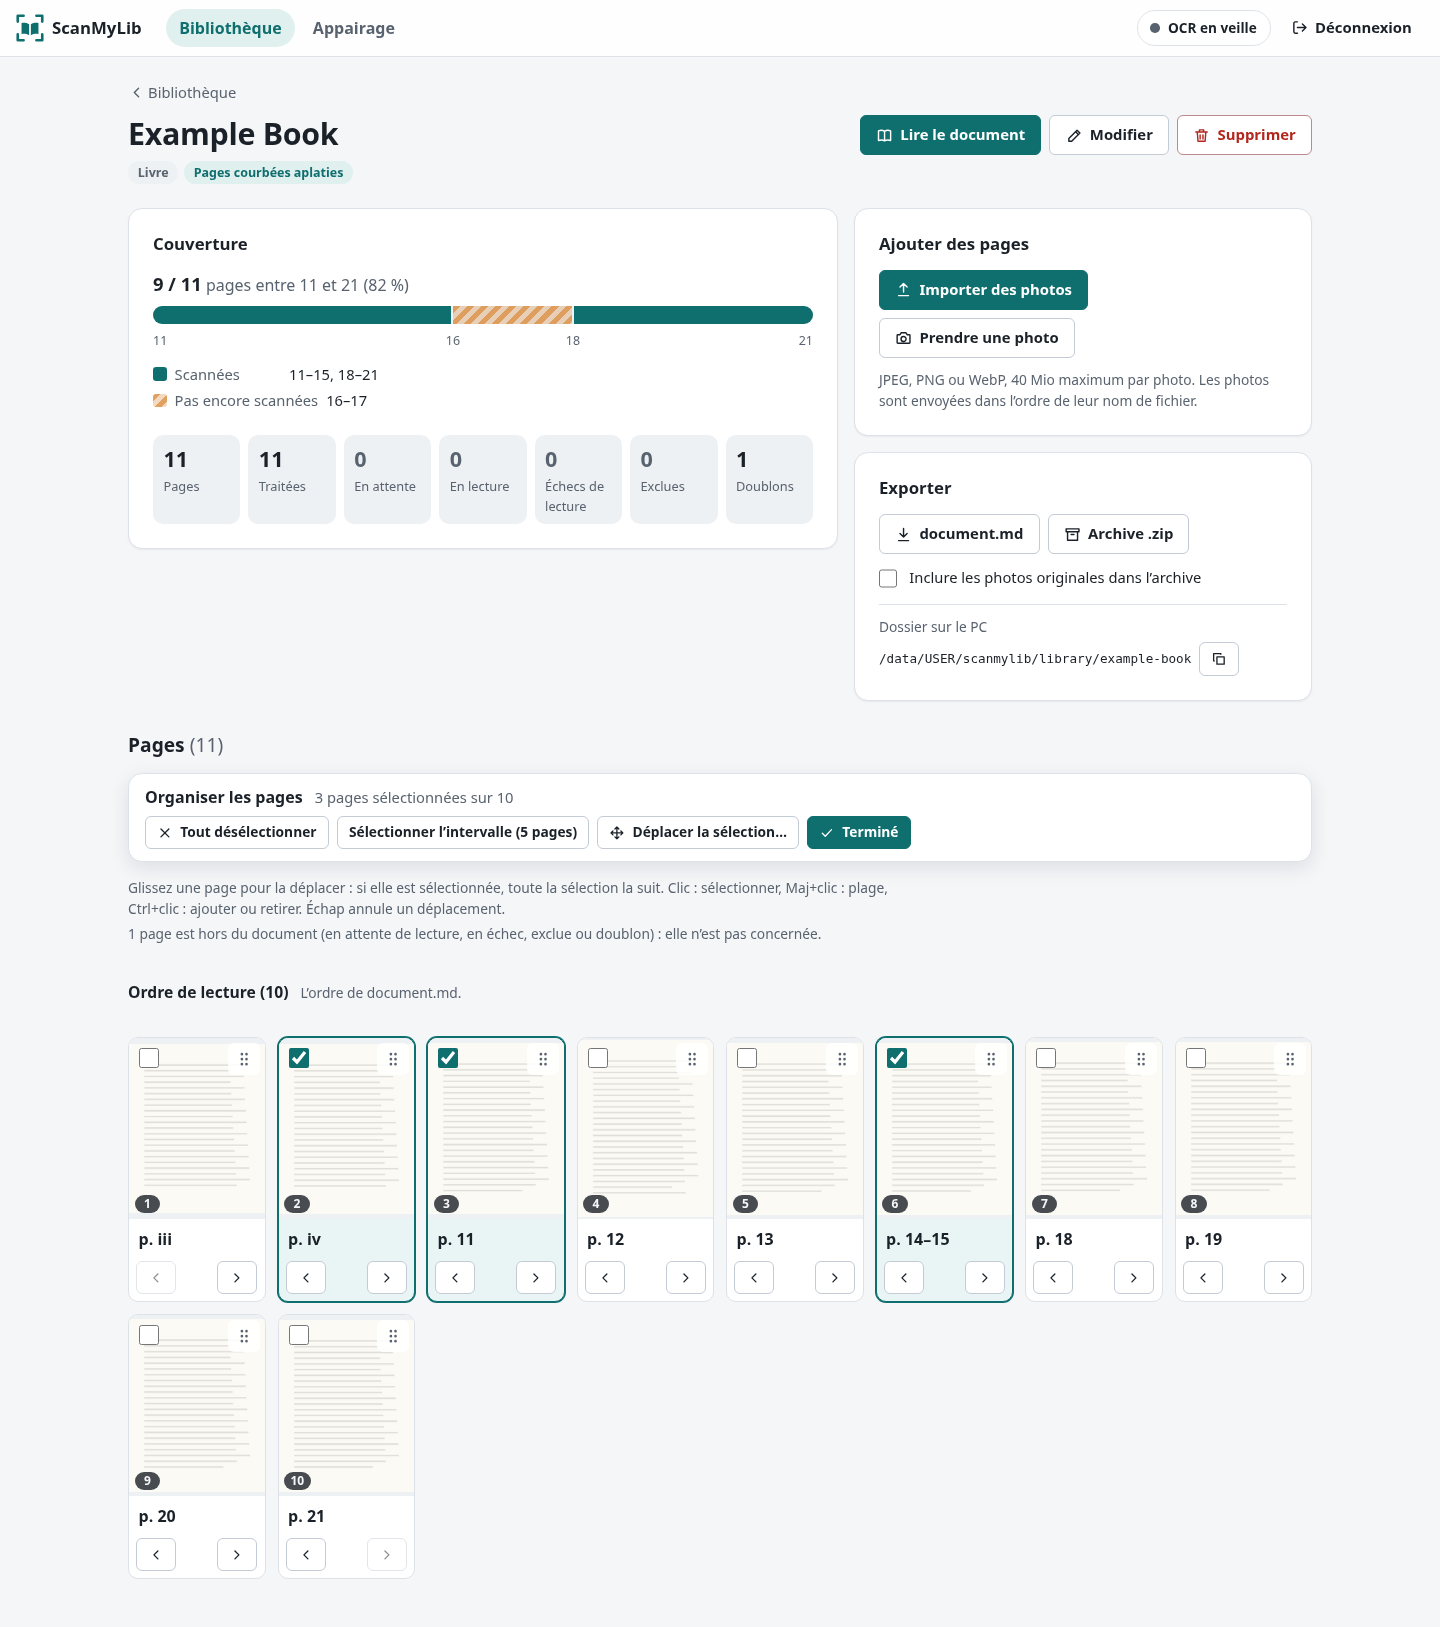 ScanMyLib
Bibliothèque
Appairage
OCR en veille
Déconnexion
Bibliothèque
Example Book
Lire le document
Modifier
Supprimer
Livre
Pages courbées aplaties
Couverture
9 / 11 pages entre 11 et 21 (82 %)
11
16
18
21
Scannées 11–15, 18–21
Pas encore scannées 16–17
11
Pages
11
Traitées
0
En attente
0
En lecture
0
Échecs de
lecture
0
Exclues
1
Doublons
Ajouter des pages
Importer des photos
Prendre une photo
JPEG, PNG ou WebP, 40 Mio maximum par photo. Les photos
sont envoyées dans l’ordre de leur nom de fichier.
Exporter
document.md
Archive .zip
Inclure les photos originales dans l’archive
Dossier sur le PC
/data/USER/scanmylib/library/example-book
Pages (11)
Organiser les pages 3 pages sélectionnées sur 10
Tout désélectionner
Sélectionner l’intervalle (5 pages)
Déplacer la sélection…
Terminé
Glissez une page pour la déplacer : si elle est sélectionnée, toute la sélection la suit. Clic : sélectionner, Maj+clic : plage,
Ctrl+clic : ajouter ou retirer. Échap annule un déplacement.
1 page est hors du document (en attente de lecture, en échec, exclue ou doublon) : elle n’est pas concernée.
Ordre de lecture (10) L’ordre de document.md.
1
p. iii
2
p. iv
3
p. 11
4
p. 12
5
p. 13
6
p. 14–15
7
p. 18
8
p. 19
9
p. 20
10
p. 21